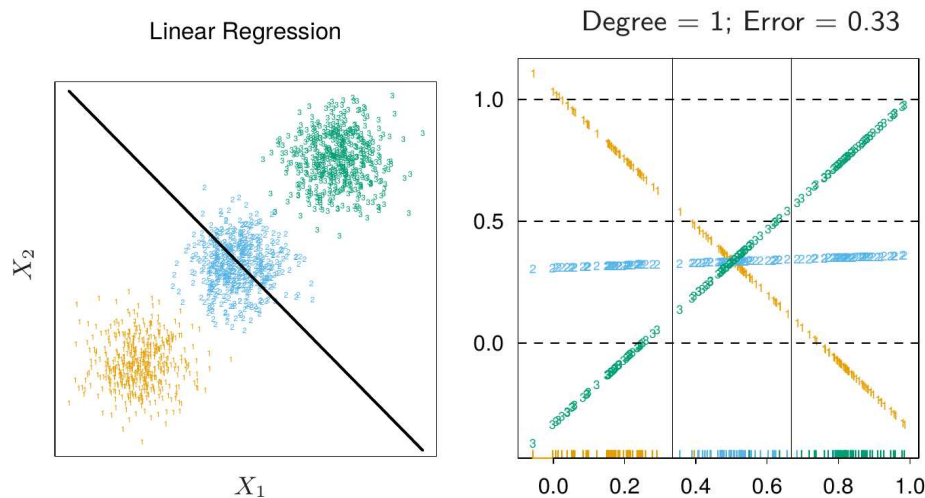 Linear Regression
X₂
X₁
Degree = 1; Error = 0.33
1.0
0.5
0.0
0.0 0.2 0.4 0.6 0.8 1.0